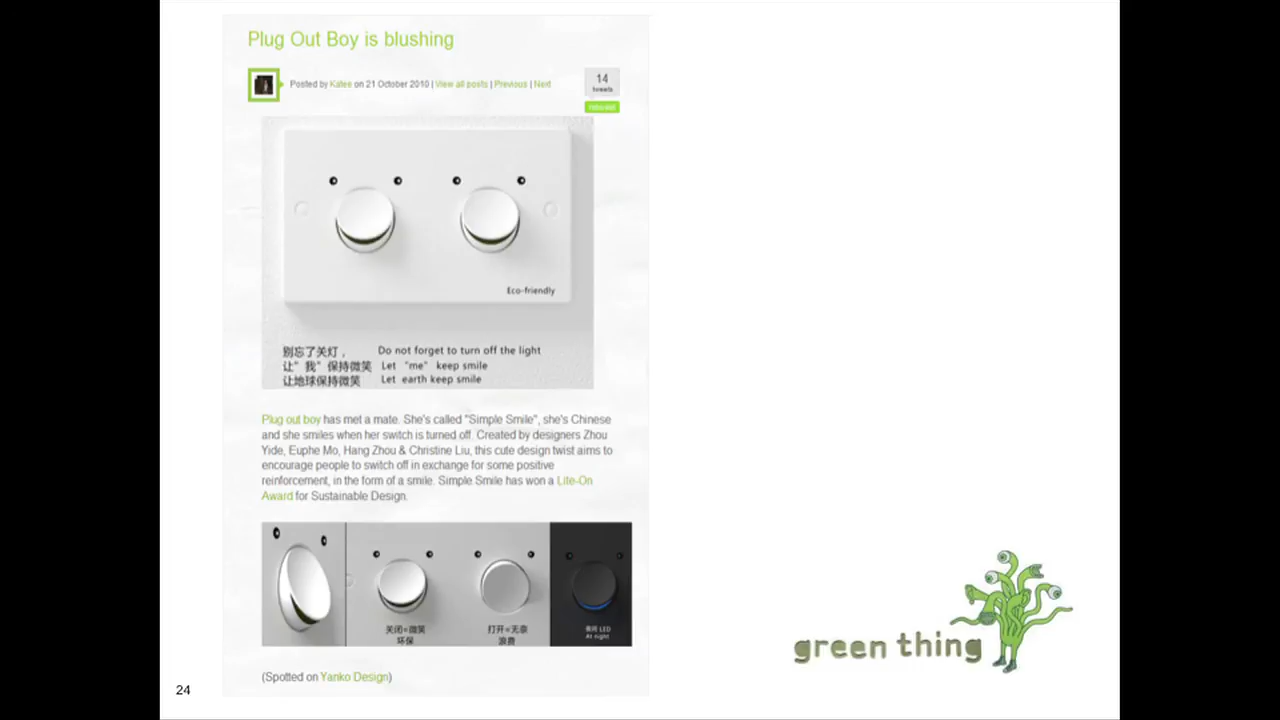 Plug Out Boy is blushing
Posted by Katee on 21 October 2010 | View all posts | Previous | Next
14
tweets
retweet
Eco-friendly
别忘了关灯， Do not forget to turn off the light
让“我”保持微笑 Let "me" keep smile
让地球保持微笑 Let earth keep smile
Plug out boy has met a mate. She's called "Simple Smile", she's Chinese
and she smiles when her switch is turned off. Created by designers Zhou
Yide, Euphe Mo, Hang Zhou & Christine Liu, this cute design twist aims to
encourage people to switch off in exchange for some positive
reinforcement, in the form of a smile. Simple Smile has won a Lite-On
Award for Sustainable Design.
关闭=微笑
环保
打开=无奈
浪费
夜间 LED
At night
(Spotted on Yanko Design)
green thing
24